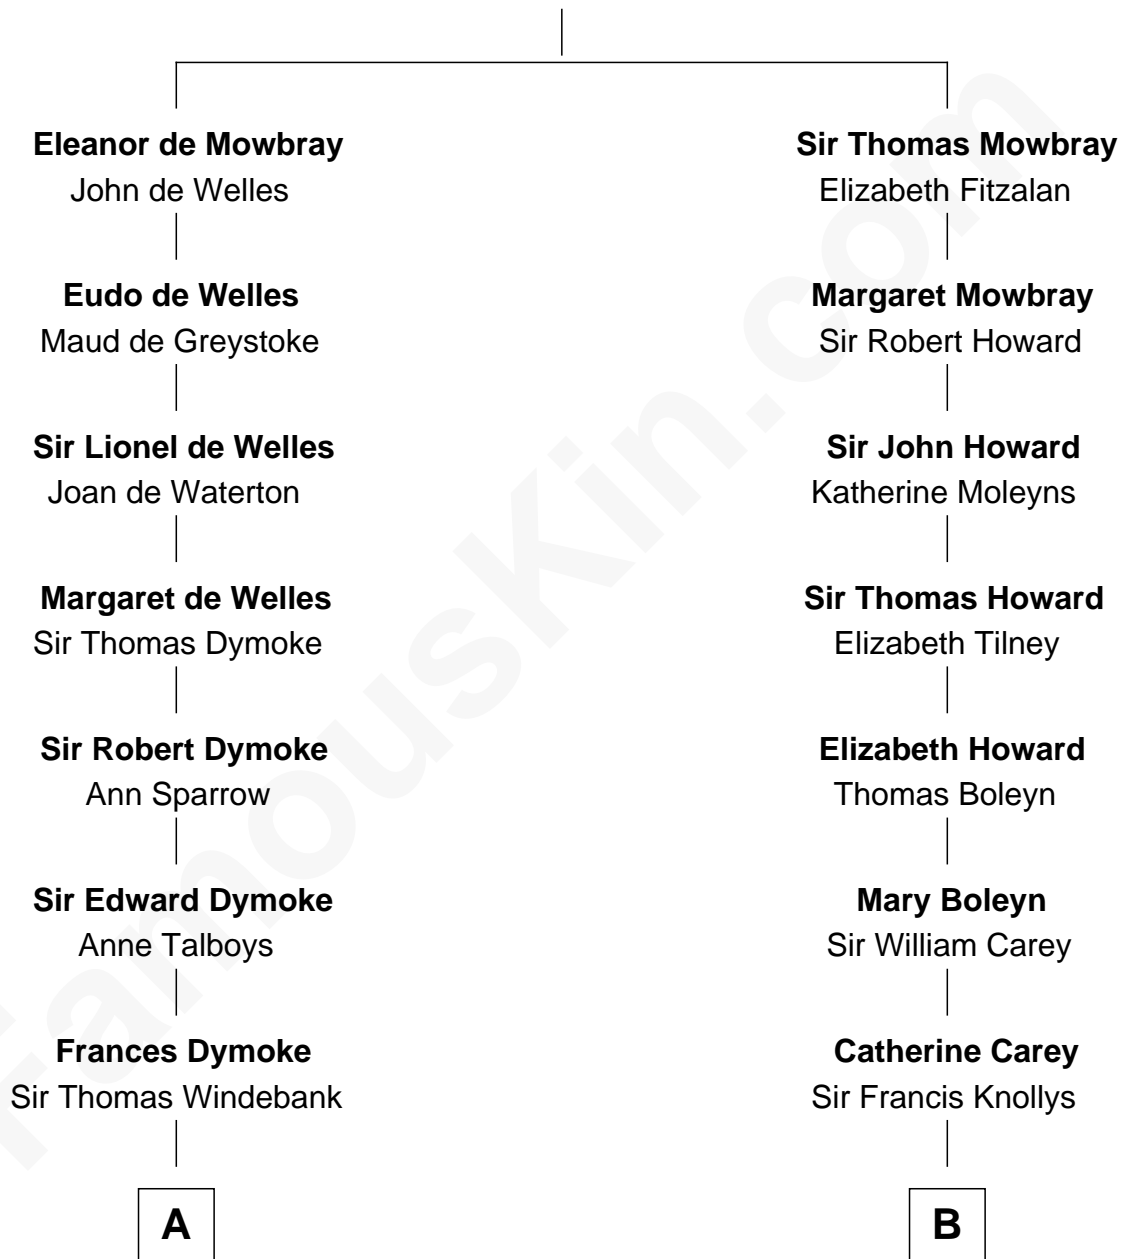 Eleanor de Mowbray
John de Welles
Eudo de Welles
Maud de Greystoke
Sir Lionel de Welles
Joan de Waterton
Margaret de Welles
Sir Thomas Dymoke
Sir Robert Dymoke
Ann Sparrow
Sir Edward Dymoke
Anne Talboys
Frances Dymoke
Sir Thomas Windebank
A
Sir Thomas Mowbray
Elizabeth Fitzalan
Margaret Mowbray
Sir Robert Howard
Sir John Howard
Katherine Moleyns
Sir Thomas Howard
Elizabeth Tilney
Elizabeth Howard
Thomas Boleyn
Mary Boleyn
Sir William Carey
Catherine Carey
Sir Francis Knollys
B
FamousKin.com